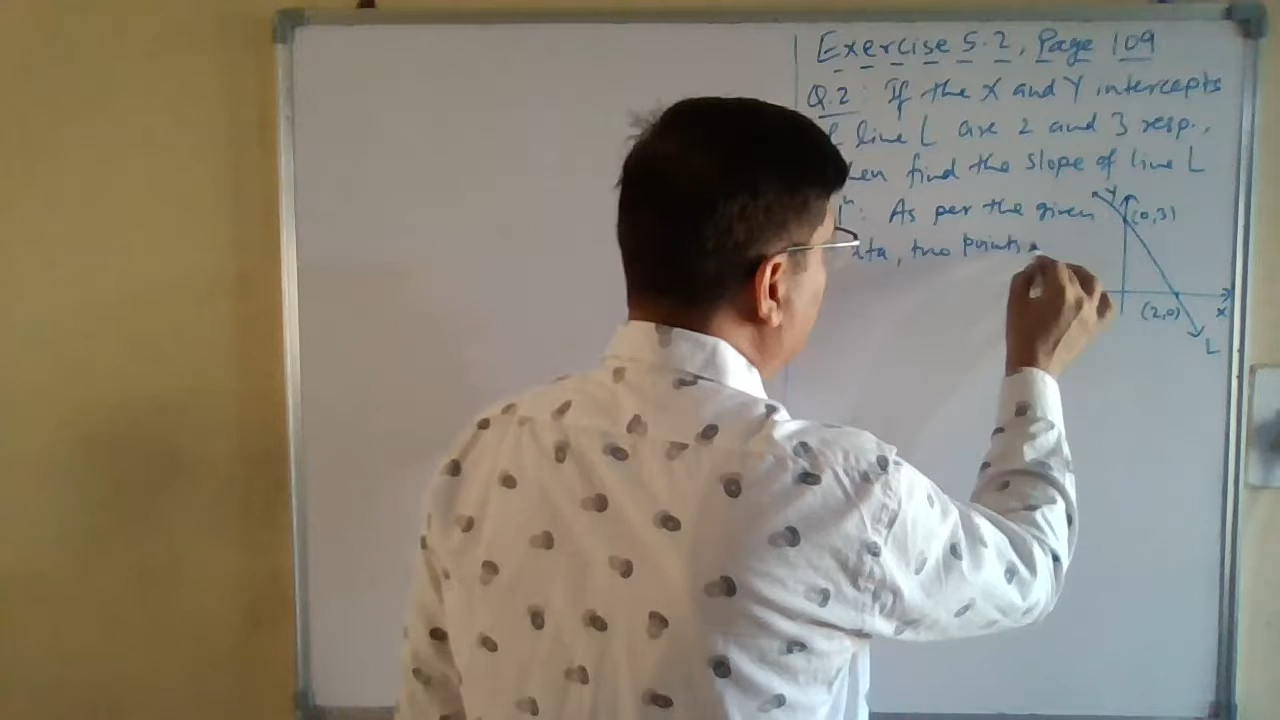 Exercise 5.2, Page 109
Q.2: If the X and Y intercepts
line L are 2 and 3 resp.,
find the slope of line L
As per the given
two points
Y
(0,3)
(2,0)
X
L